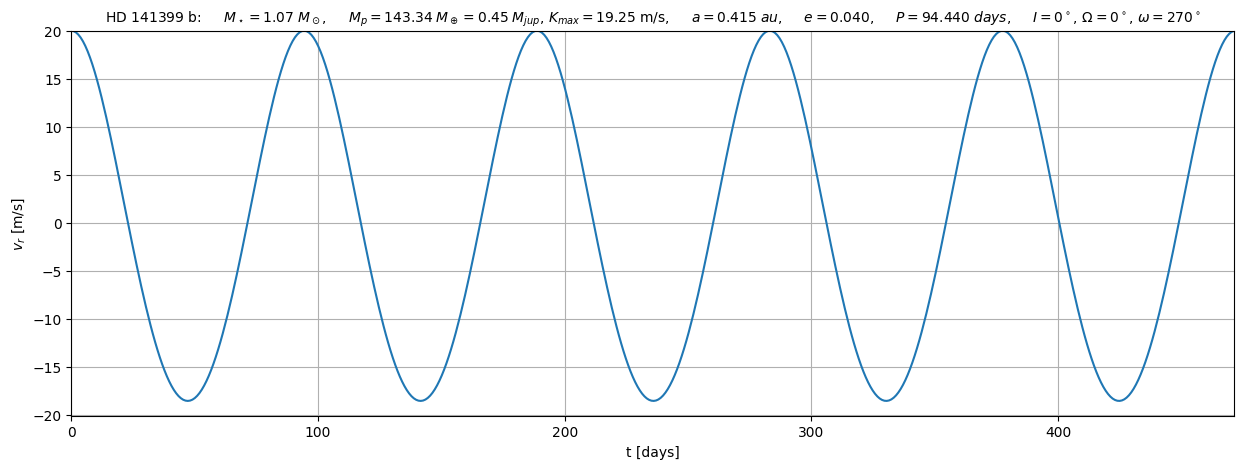 HD 141399 b: M⋆ = 1.07 M⊙, Mp = 143.34 M⊕ = 0.45 Mjup, Kmax = 19.25 m/s, a = 0.415 au, e = 0.040, P = 94.440 days, I = 0°, Ω = 0°, ω = 270°
20
15
10
5
0
−5
−10
−15
−20
vr [m/s]
0 100 200 300 400
t [days]